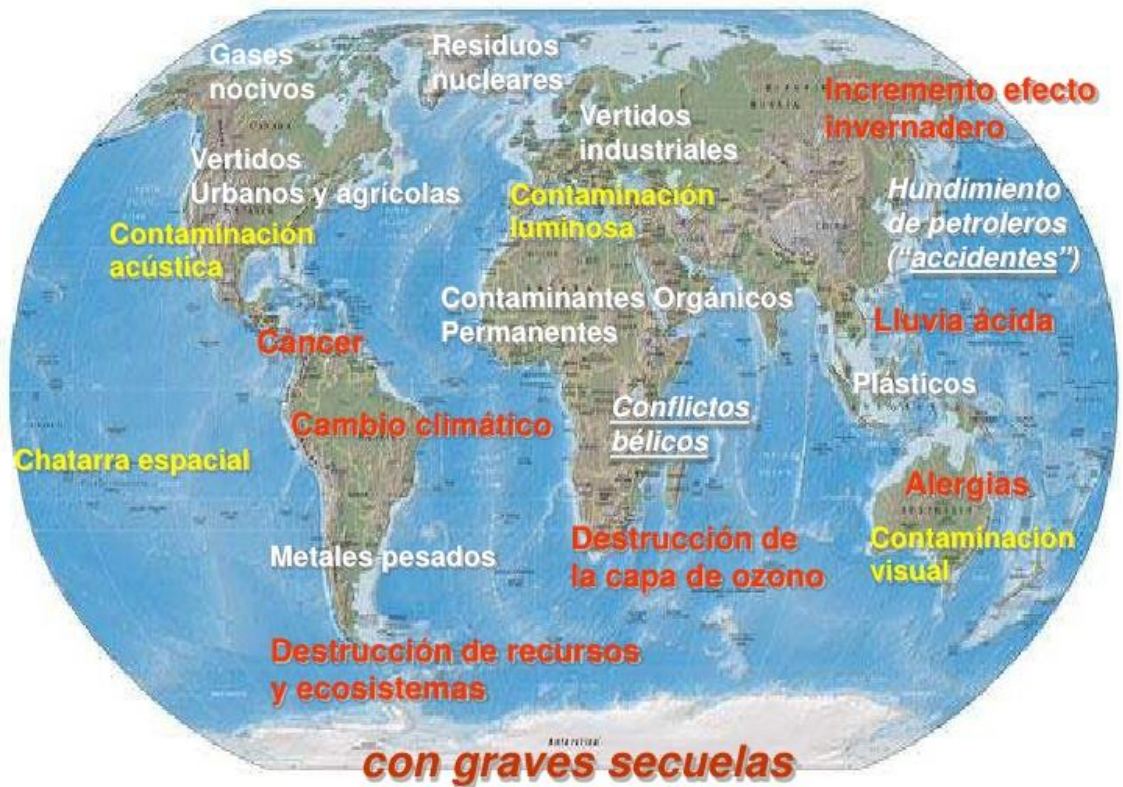 Gases
nocivos
Residuos
nucleares
Incremento efecto
invernadero
Vertidos
industriales
Vertidos
Urbanos y agrícolas
Contaminación
luminosa
Hundimiento
de petroleros
("accidentes")
Contaminación
acústica
Contaminantes Orgánicos
Permanentes
Lluvia ácida
Cáncer
Plásticos
Conflictos
bélicos
Cambio climático
Chatarra espacial
Alergias
Metales pesados
Destrucción de
la capa de ozono
Contaminación
visual
Destrucción de recursos
y ecosistemas
con graves secuelas